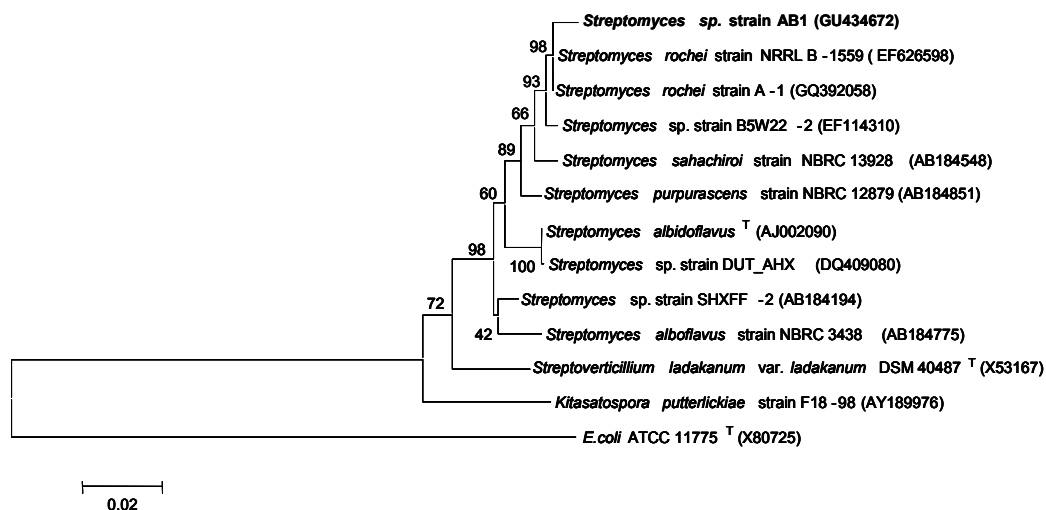 Streptomyces sp. strain AB1 (GU434672)
98
Streptomyces rochei strain NRRL B -1559 ( EF626598)
93
Streptomyces rochei strain A -1 (GQ392058)
66
Streptomyces sp. strain B5W22 -2 (EF114310)
89
Streptomyces sahachiroi strain NBRC 13928 (AB184548)
60
Streptomyces purpurascens strain NBRC 12879 (AB184851)
Streptomyces albidoflavus T (AJ002090)
98
100
Streptomyces sp. strain DUT_AHX (DQ409080)
72
Streptomyces sp. strain SHXFF -2 (AB184194)
42
Streptomyces alboflavus strain NBRC 3438 (AB184775)
Streptoverticillium ladakanum var. ladakanum DSM 40487 T (X53167)
Kitasatospora putterlickiae strain F18 -98 (AY189976)
E.coli ATCC 11775 T (X80725)
0.02